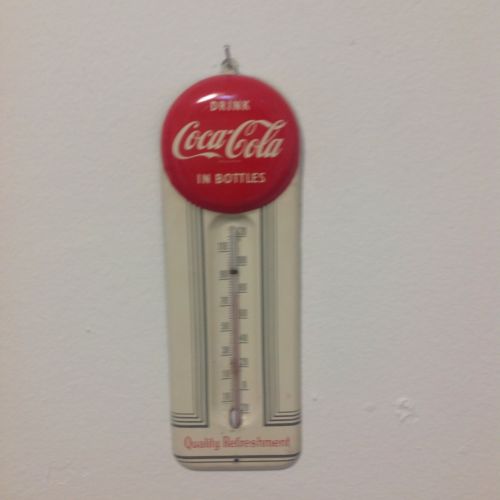 DRINK
Coca-Cola
IN BOTTLES
Quality Refreshment